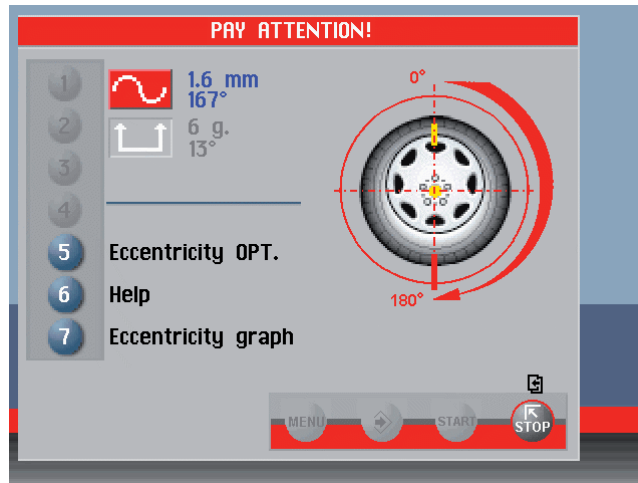 PAY ATTENTION!
1
1.6 mm
167°
2
6 g.
13°
3
4
5 Eccentricity OPT.
6 Help
7 Eccentricity graph
0°
180°
MENU
START
STOP